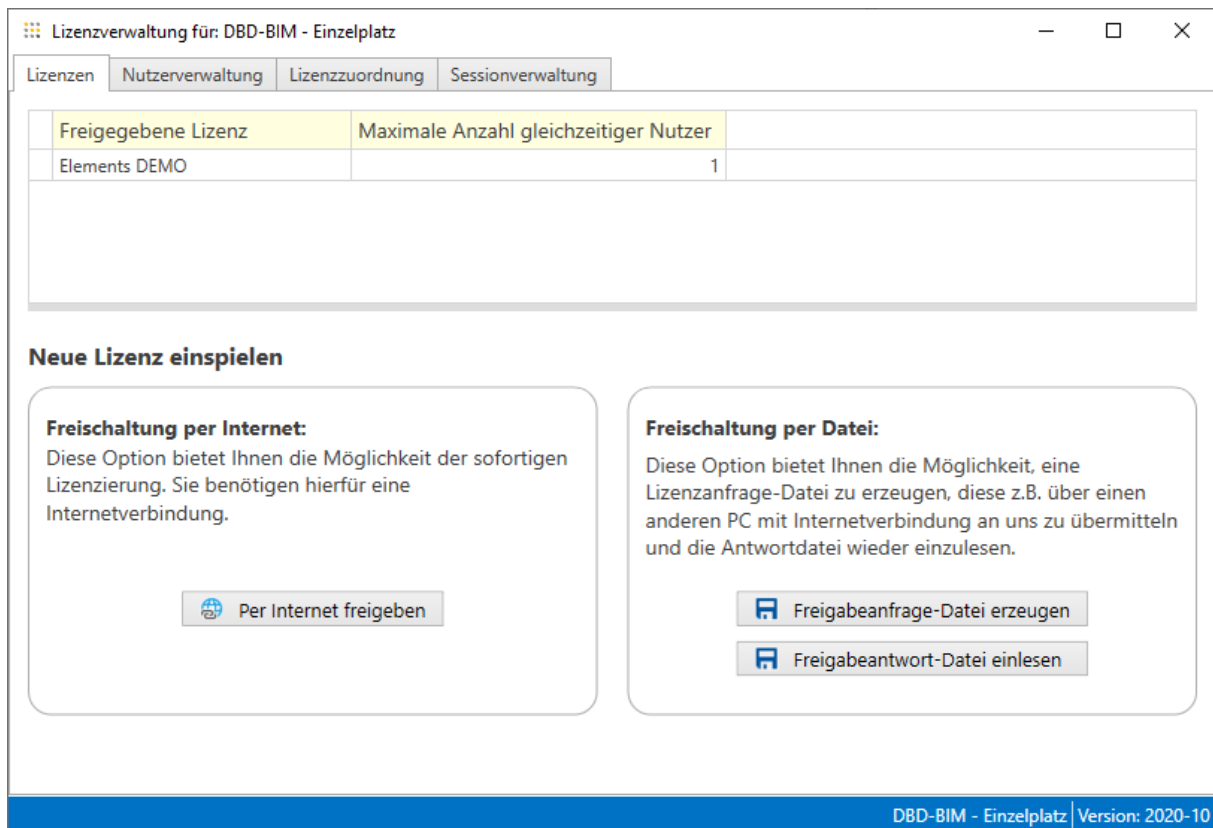 Lizenzverwaltung für: DBD-BIM - Einzelplatz
Lizenzen Nutzerverwaltung Lizenzzuordnung Sessionverwaltung
Freigegebene Lizenz Maximale Anzahl gleichzeitiger Nutzer
Elements DEMO 1
Neue Lizenz einspielen
Freischaltung per Internet:
Diese Option bietet Ihnen die Möglichkeit der sofortigen
Lizenzierung. Sie benötigen hierfür eine
Internetverbindung.
Per Internet freigeben
Freischaltung per Datei:
Diese Option bietet Ihnen die Möglichkeit, eine
Lizenzanfrage-Datei zu erzeugen, diese z.B. über einen
anderen PC mit Internetverbindung an uns zu übermitteln
und die Antwortdatei wieder einzulesen.
Freigabeanfrage-Datei erzeugen
Freigabeantwort-Datei einlesen
DBD-BIM - Einzelplatz Version: 2020-10